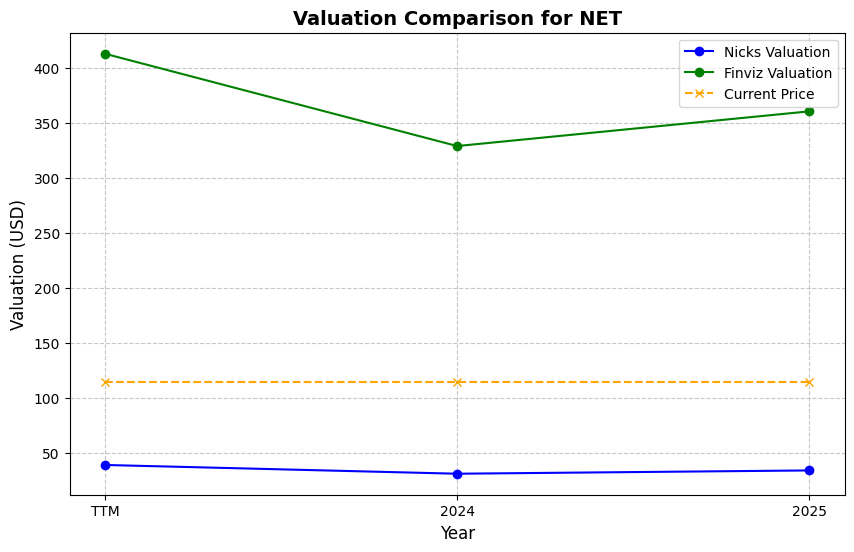 Valuation Comparison for NET
Nicks Valuation
Finviz Valuation
Current Price
Valuation (USD)
400
350
300
250
200
150
100
50
TTM
2024
2025
Year